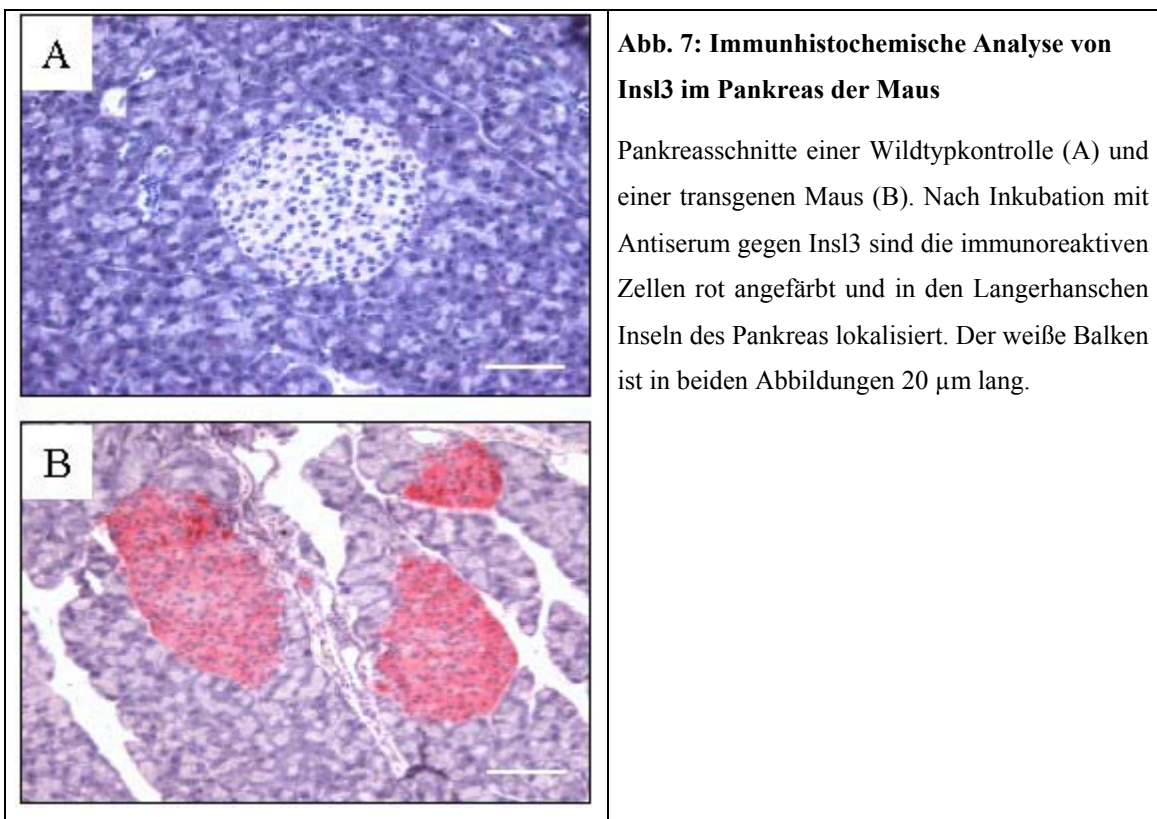 A
B
Abb. 7: Immunhistochemische Analyse von
Insl3 im Pankreas der Maus
Pankreasschnitte einer Wildtypkontrolle (A) und
einer transgenen Maus (B). Nach Inkubation mit
Antiserum gegen Insl3 sind die immunoreaktiven
Zellen rot angefärbt und in den Langerhanschen
Inseln des Pankreas lokalisiert. Der weiße Balken
ist in beiden Abbildungen 20 µm lang.